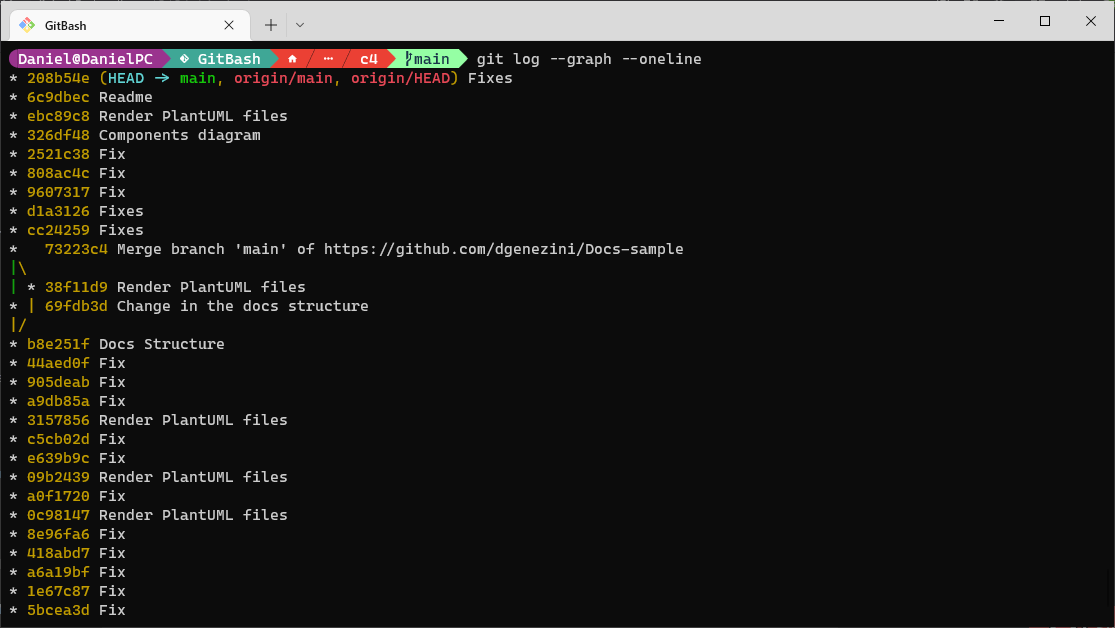 GitBash
Daniel@DanielPC GitBash c4 main git log --graph --oneline
* 208b54e (HEAD -> main, origin/main, origin/HEAD) Fixes
* 6c9dbec Readme
* ebc89c8 Render PlantUML files
* 326df48 Components diagram
* 2521c38 Fix
* 808ac4c Fix
* 9607317 Fix
* d1a3126 Fixes
* cc24259 Fixes
*   73223c4 Merge branch 'main' of https://github.com/dgenezini/Docs-sample
|\
| * 38f11d9 Render PlantUML files
* | 69fdb3d Change in the docs structure
|/
* b8e251f Docs Structure
* 44aed0f Fix
* 905deab Fix
* a9db85a Fix
* 3157856 Render PlantUML files
* c5cb02d Fix
* e639b9c Fix
* 09b2439 Render PlantUML files
* a0f1720 Fix
* 0c98147 Render PlantUML files
* 8e96fa6 Fix
* 418abd7 Fix
* a6a19bf Fix
* 1e67c87 Fix
* 5bcea3d Fix